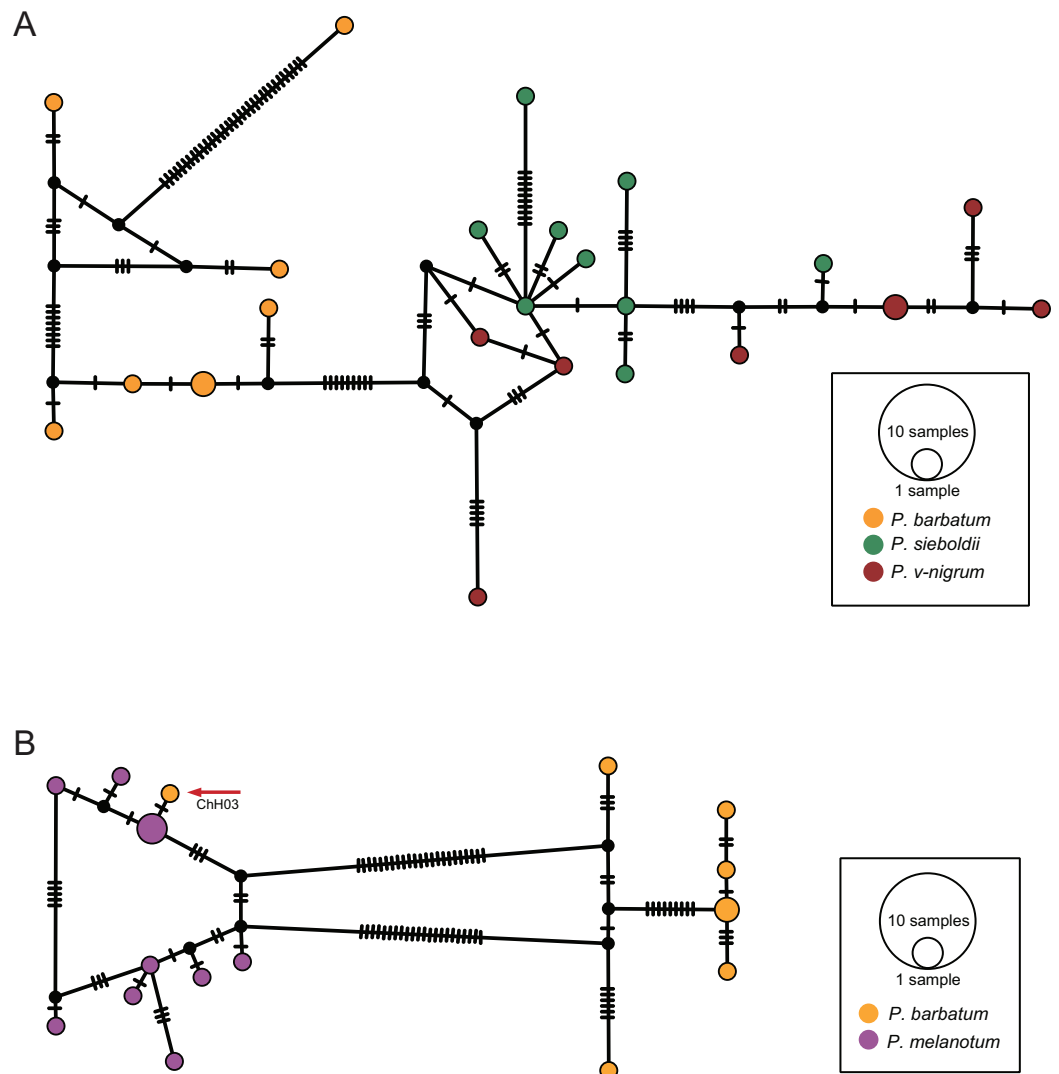 A
10 samples
1 sample
P. barbatum
P. sieboldii
P. v-nigrum
B
ChH03
10 samples
1 sample
P. barbatum
P. melanotum